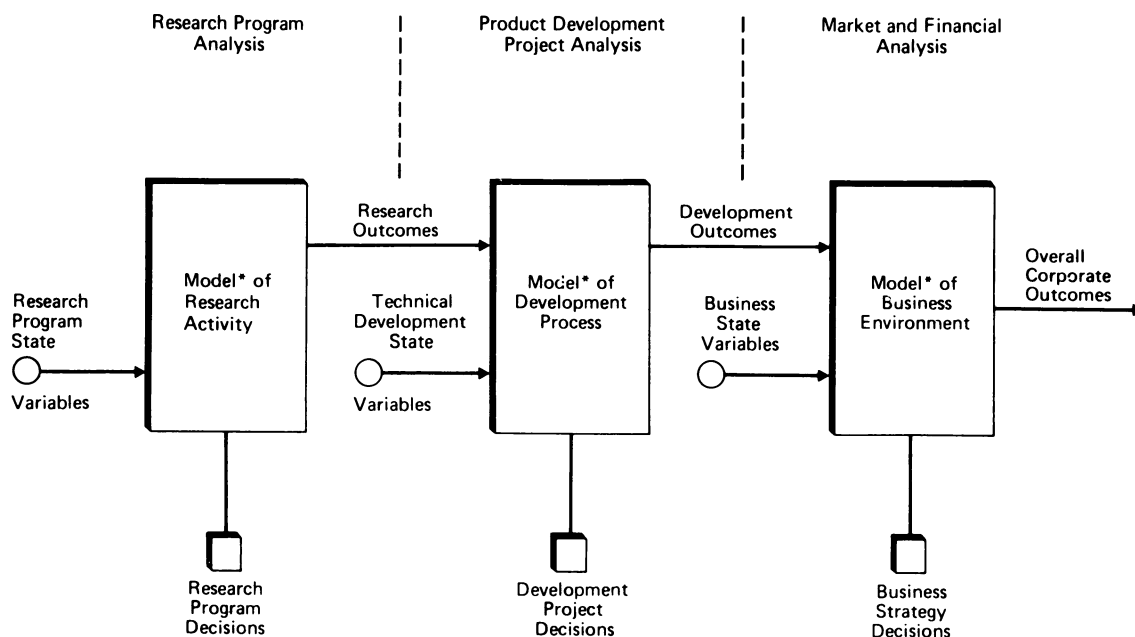 Research Program
Analysis
Product Development
Project Analysis
Market and Financial
Analysis
Research
Outcomes
Development
Outcomes
Model* of
Research
Activity
Model* of
Development
Process
Model* of
Business
Environment
Overall
Corporate
Outcomes
Research
Program
State
Variables
Technical
Development
State
Variables
Business
State
Variables
Research
Program
Decisions
Development
Project
Decisions
Business
Strategy
Decisions